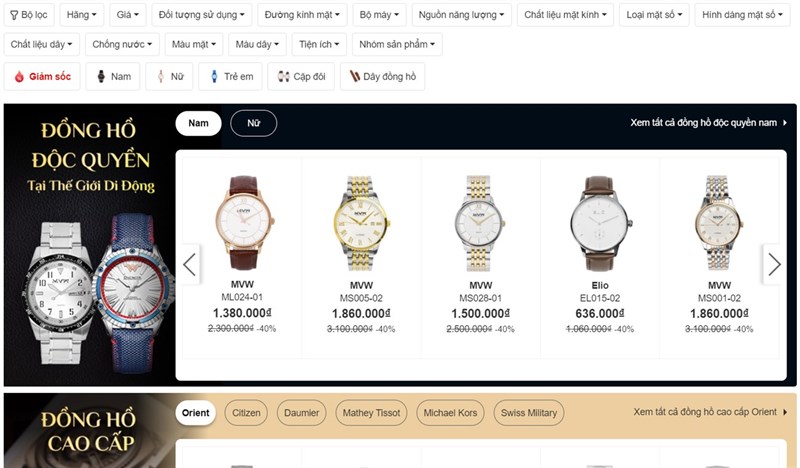 Bộ lọc Hãng Giá Đối tượng sử dụng Đường kính mặt Bộ máy Nguồn năng lượng Chất liệu mặt kính Loại mặt số Hình dạng mặt số
Chất liệu dây Chống nước Màu mặt Màu dây Tiện ích Nhóm sản phẩm
Giảm sốc Nam Nữ Trẻ em Cặp đôi Dây đồng hồ
ĐỒNG HỒ
ĐỘC QUYỀN
Tại Thế Giới Di Động
Nam Nữ Xem tất cả đồng hồ độc quyền nam
MVW MVW MVW Elio MVW
ML024-01 MS005-02 MS028-01 EL015-02 MS001-02
1.380.000₫ 1.860.000₫ 1.500.000₫ 636.000₫ 1.860.000₫
2.300.000₫ -40% 3.100.000₫ -40% 2.500.000₫ -40% 1.060.000₫ -40% 3.100.000₫ -40%
ĐỒNG HỒ
CAO CẤP
Orient Citizen Daumier Mathey Tissot Michael Kors Swiss Military Xem tất cả đồng hồ cao cấp Orient